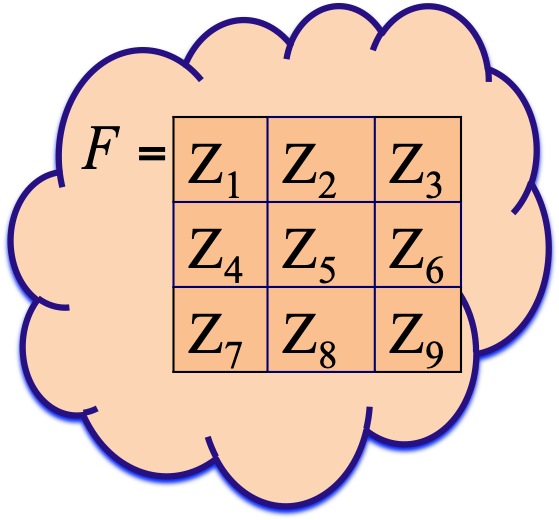 F = Z₁ Z₂ Z₃
Z₄ Z₅ Z₆
Z₇ Z₈ Z₉